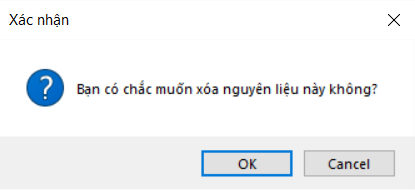 Xác nhận
Bạn có chắc muốn xóa nguyên liệu này không?
OK
Cancel